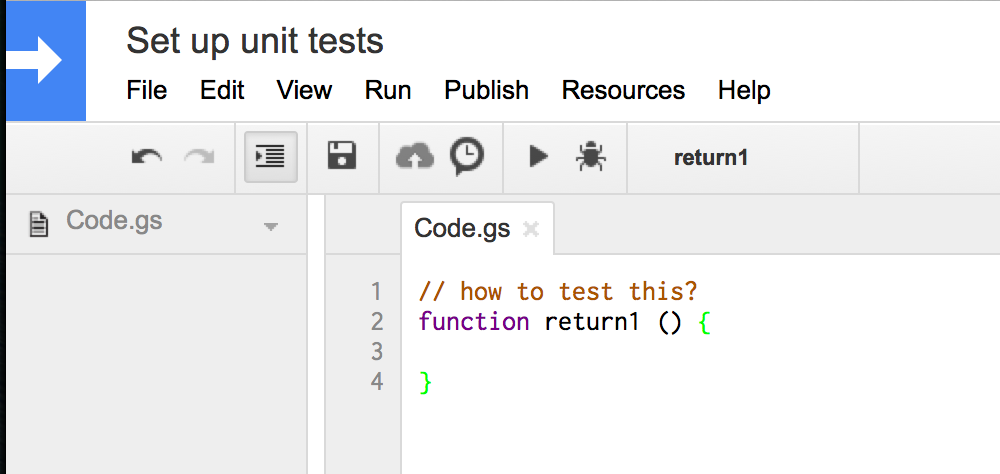 Set up unit tests
File Edit View Run Publish Resources Help
return1
Code.gs
Code.gs
1 // how to test this?
2 function return1 () {
3
4 }